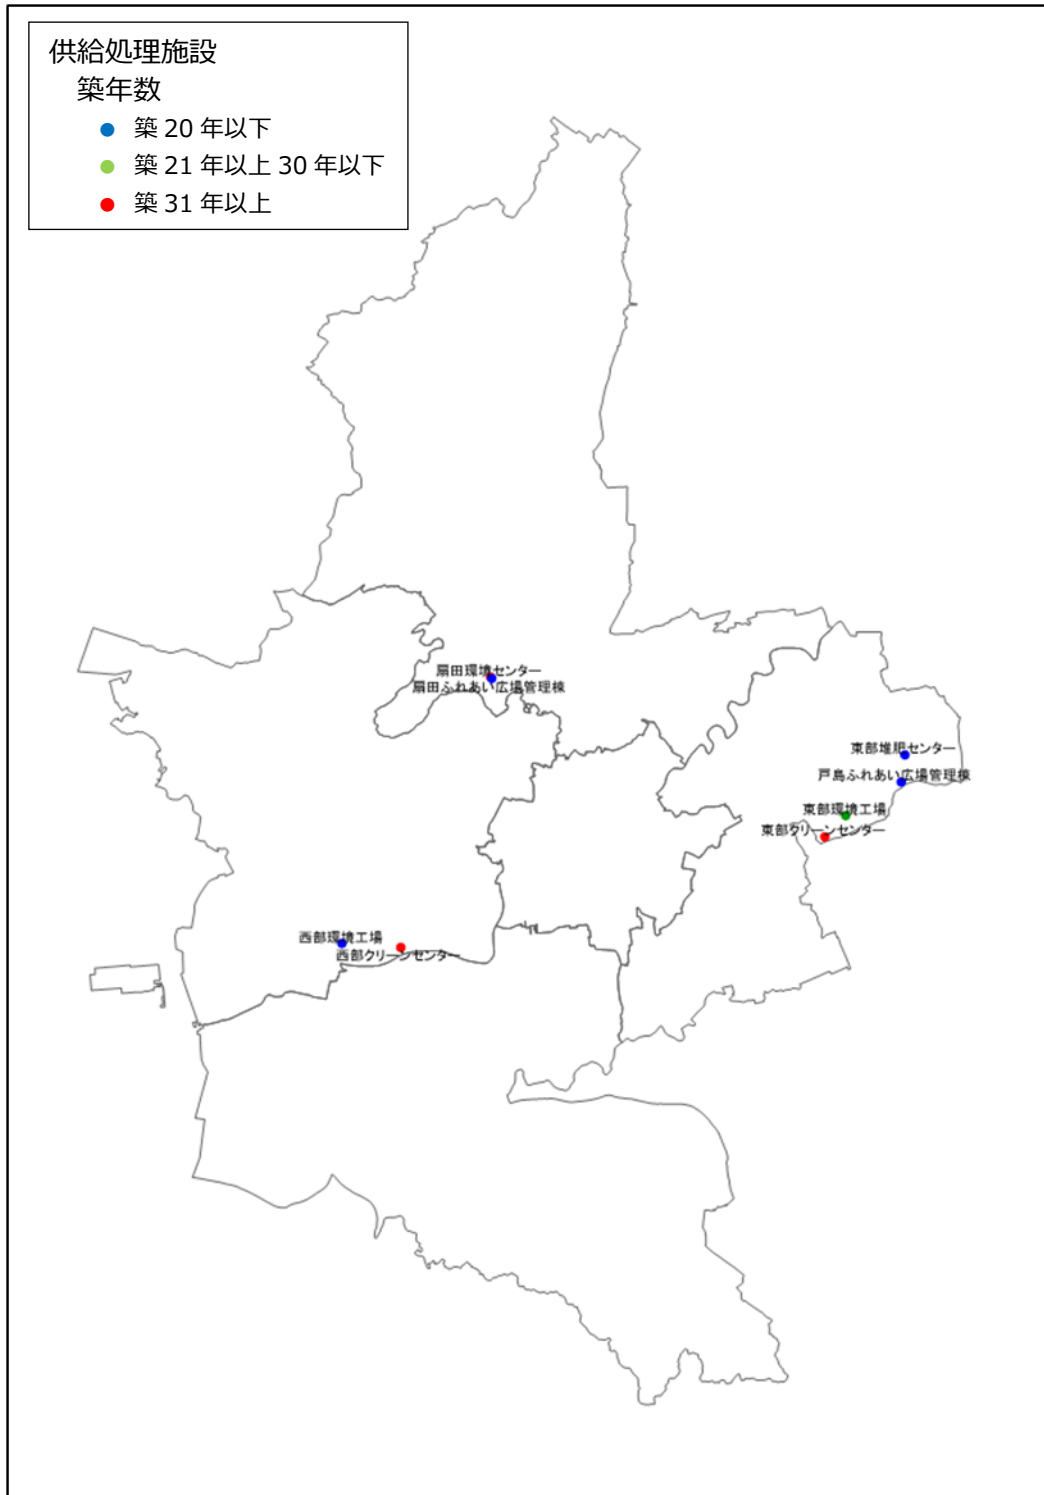 供給処理施設
築年数
築 20 年以下
築 21 年以上 30 年以下
築 31 年以上
扇田環境センター
扇田ふれあい広場管理棟
東部堆肥センター
戸島ふれあい広場管理棟
東部環境工場
東部クリーンセンター
西部環境工場
西部クリーンセンター